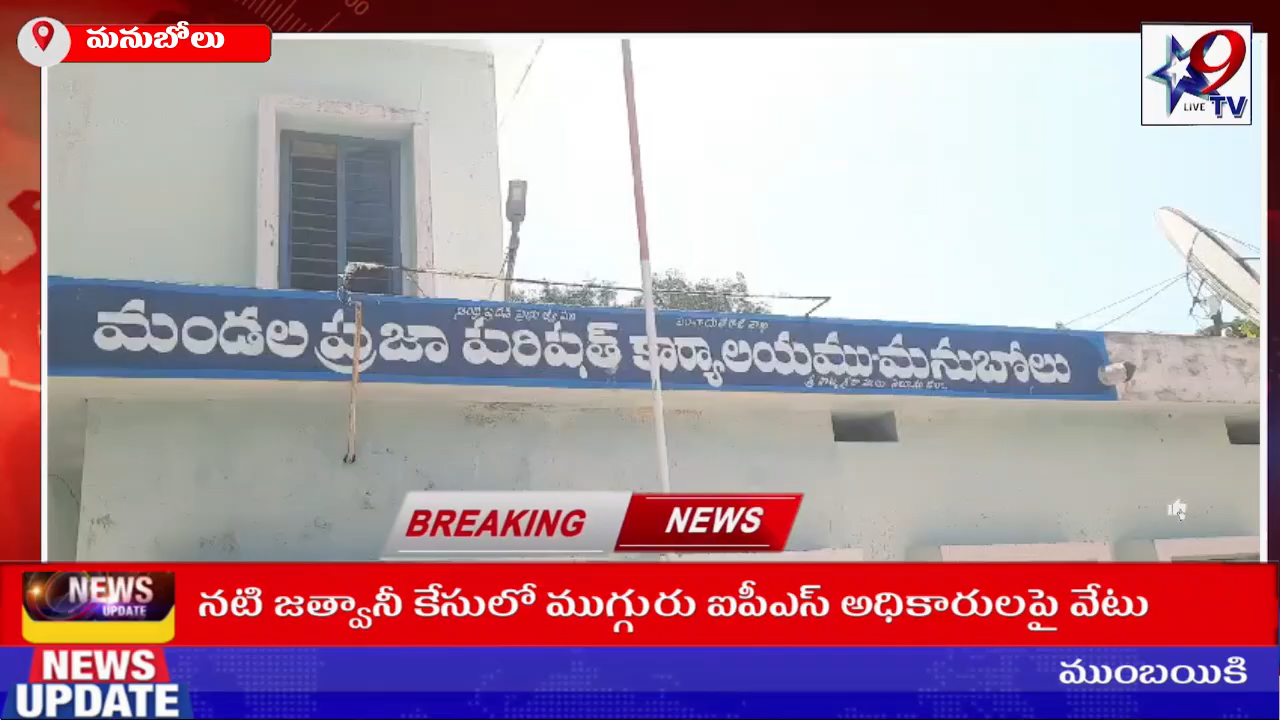 మనుబోలు
9
LIVE TV
మండల ప్రజా పరిషత్ కార్యాలయము-మనుబోలు
BREAKING NEWS
NEWS
UPDATE
నటి జత్వానీ కేసులో ముగ్గురు ఐపీఎస్ అధికారులపై వేటు
NEWS
UPDATE
ముంబయికి